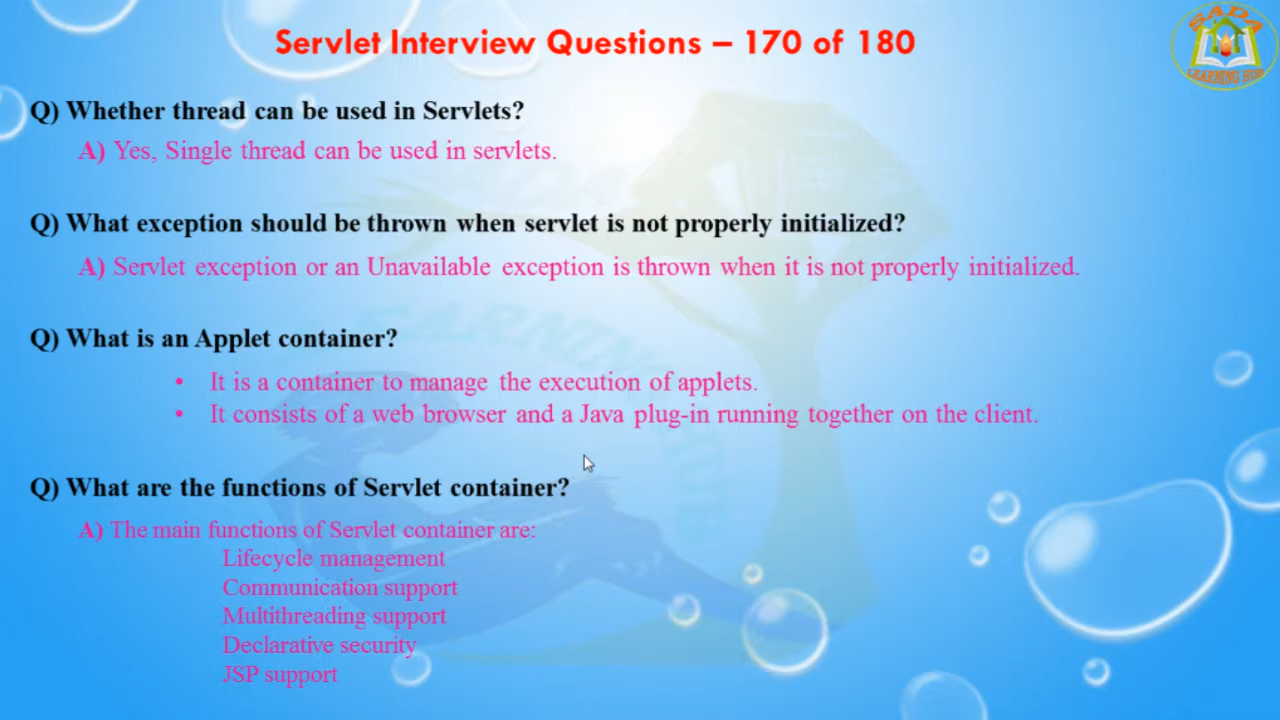 Servlet Interview Questions – 170 of 180
SADA
LEARNING HUB
Q) Whether thread can be used in Servlets?
A) Yes, Single thread can be used in servlets.
Q) What exception should be thrown when servlet is not properly initialized?
A) Servlet exception or an Unavailable exception is thrown when it is not properly initialized.
Q) What is an Applet container?
• It is a container to manage the execution of applets.
• It consists of a web browser and a Java plug-in running together on the client.
Q) What are the functions of Servlet container?
A) The main functions of Servlet container are:
Lifecycle management
Communication support
Multithreading support
Declarative security
JSP support